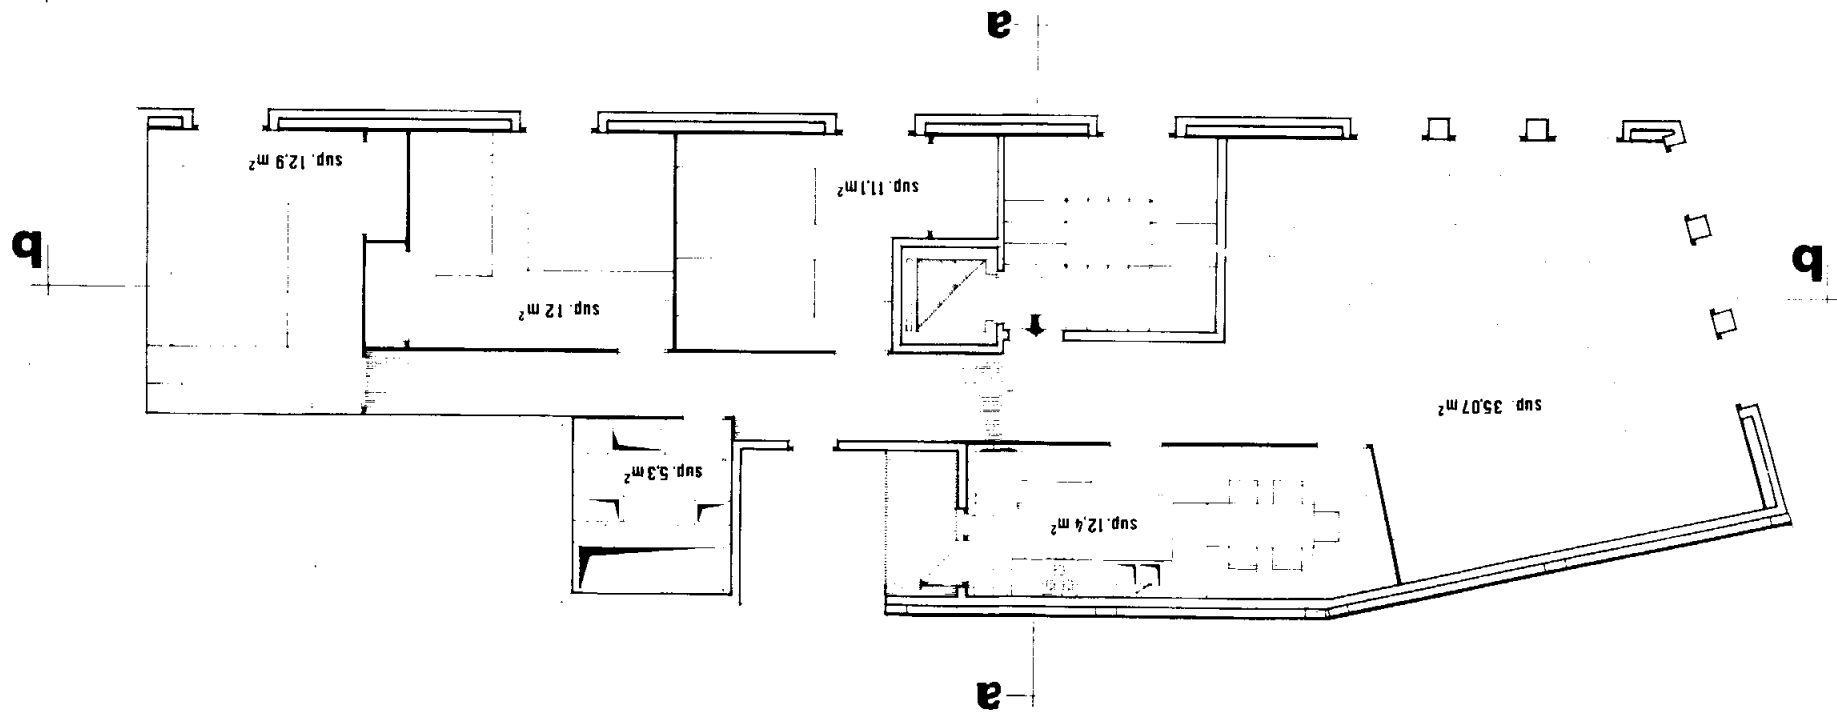 a
sup. 12,4 m²
sup. 5,3 m²
sup. 35,07 m²
sup. 12 m²
b
b
sup. 11,1 m²
sup. 12,9 m²
a